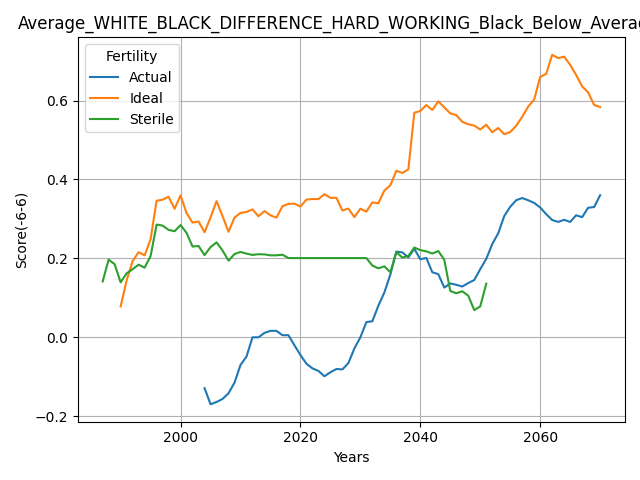 Average_WHITE_BLACK_DIFFERENCE_HARD_WORKING_Black_Below_Averag
Fertility
Actual
Ideal
Sterile
Score(-6-6)
0.6
0.4
0.2
0.0
−0.2
2000
2020
2040
2060
Years